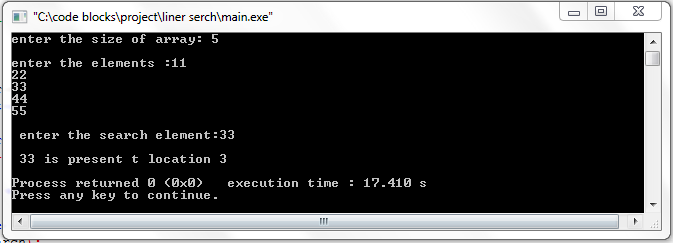 "C:\code blocks\project\liner serch\main.exe"
enter the size of array: 5
enter the elements :11
22
33
44
55
enter the search element:33
33 is present t location 3
Process returned 0 (0x0)   execution time : 17.410 s
Press any key to continue.